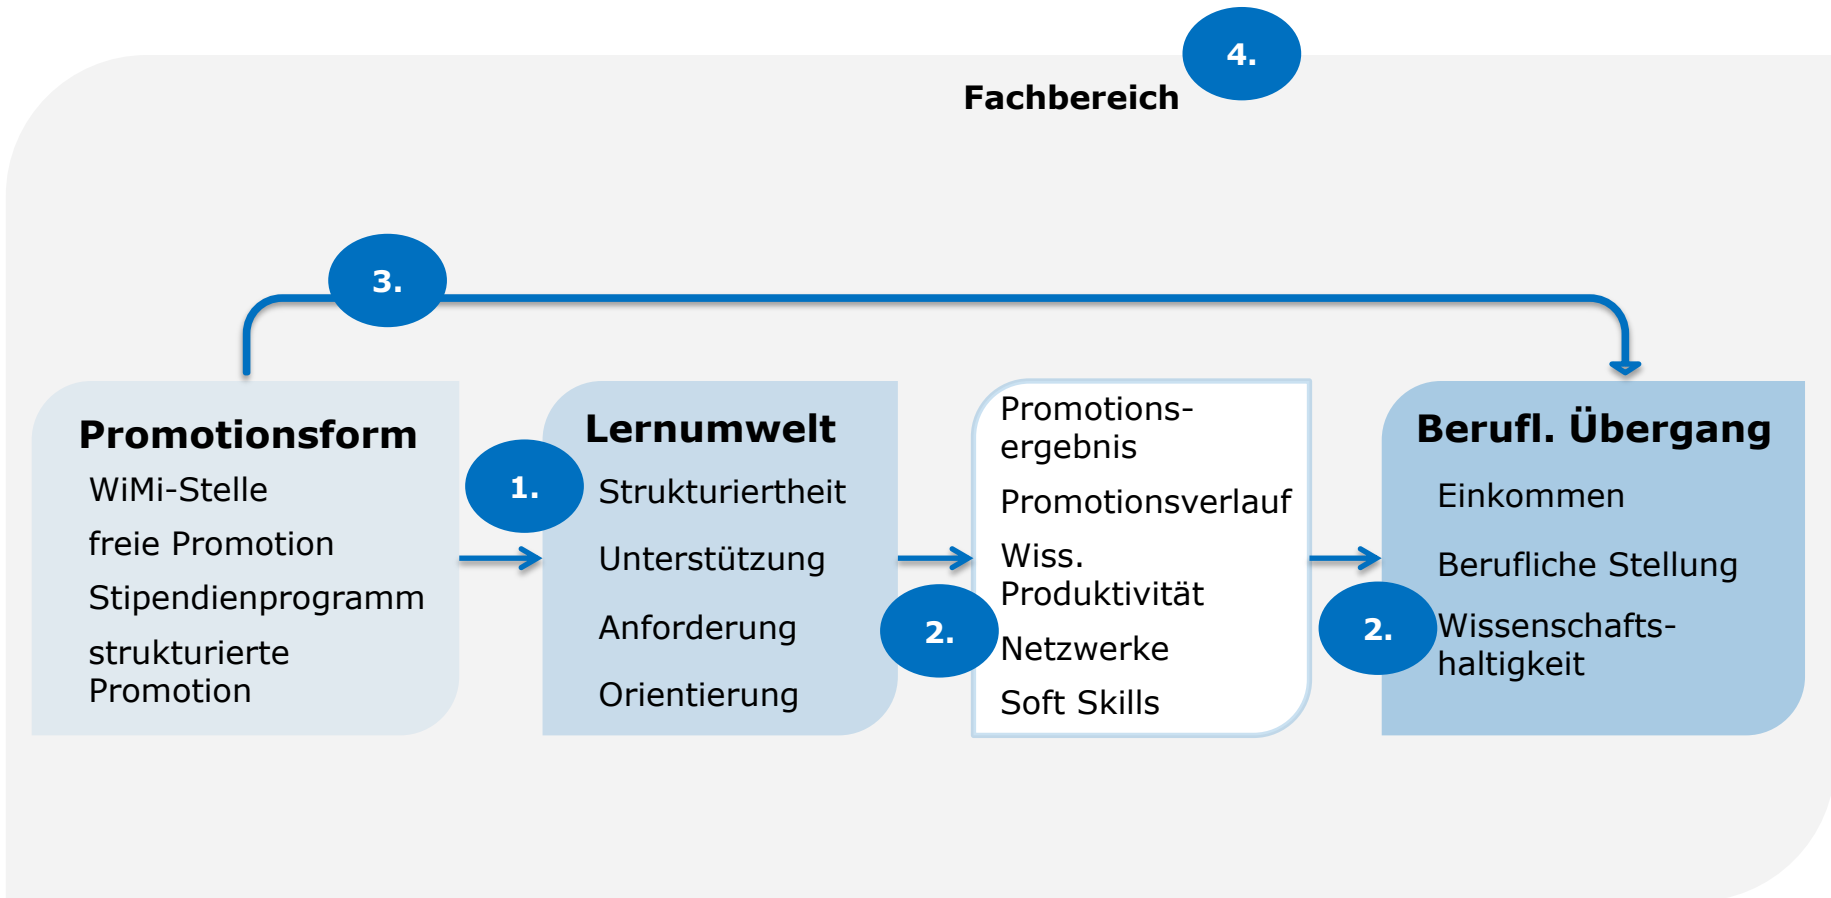 4.
Fachbereich
3.
Promotionsform
WiMi-Stelle
freie Promotion
Stipendienprogramm
strukturierte
Promotion
1.
Lernumwelt
Strukturiertheit
Unterstützung
Anforderung
Orientierung
2.
Promotions-
ergebnis
Promotionsverlauf
Wiss.
Produktivität
Netzwerke
Soft Skills
2.
Berufl. Übergang
Einkommen
Berufliche Stellung
Wissenschafts-
haltigkeit